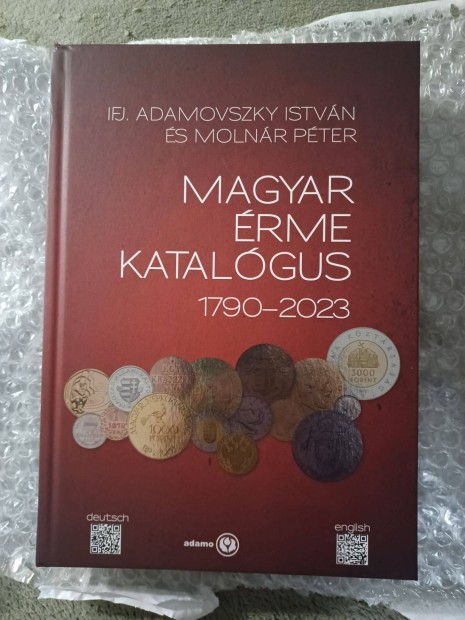 IFJ. ADAMOVSZKY ISTVÁN
ÉS MOLNÁR PÉTER
MAGYAR
ÉRME
KATALÓGUS
1790–2023
3000
FORINT
deutsch
adamo
english